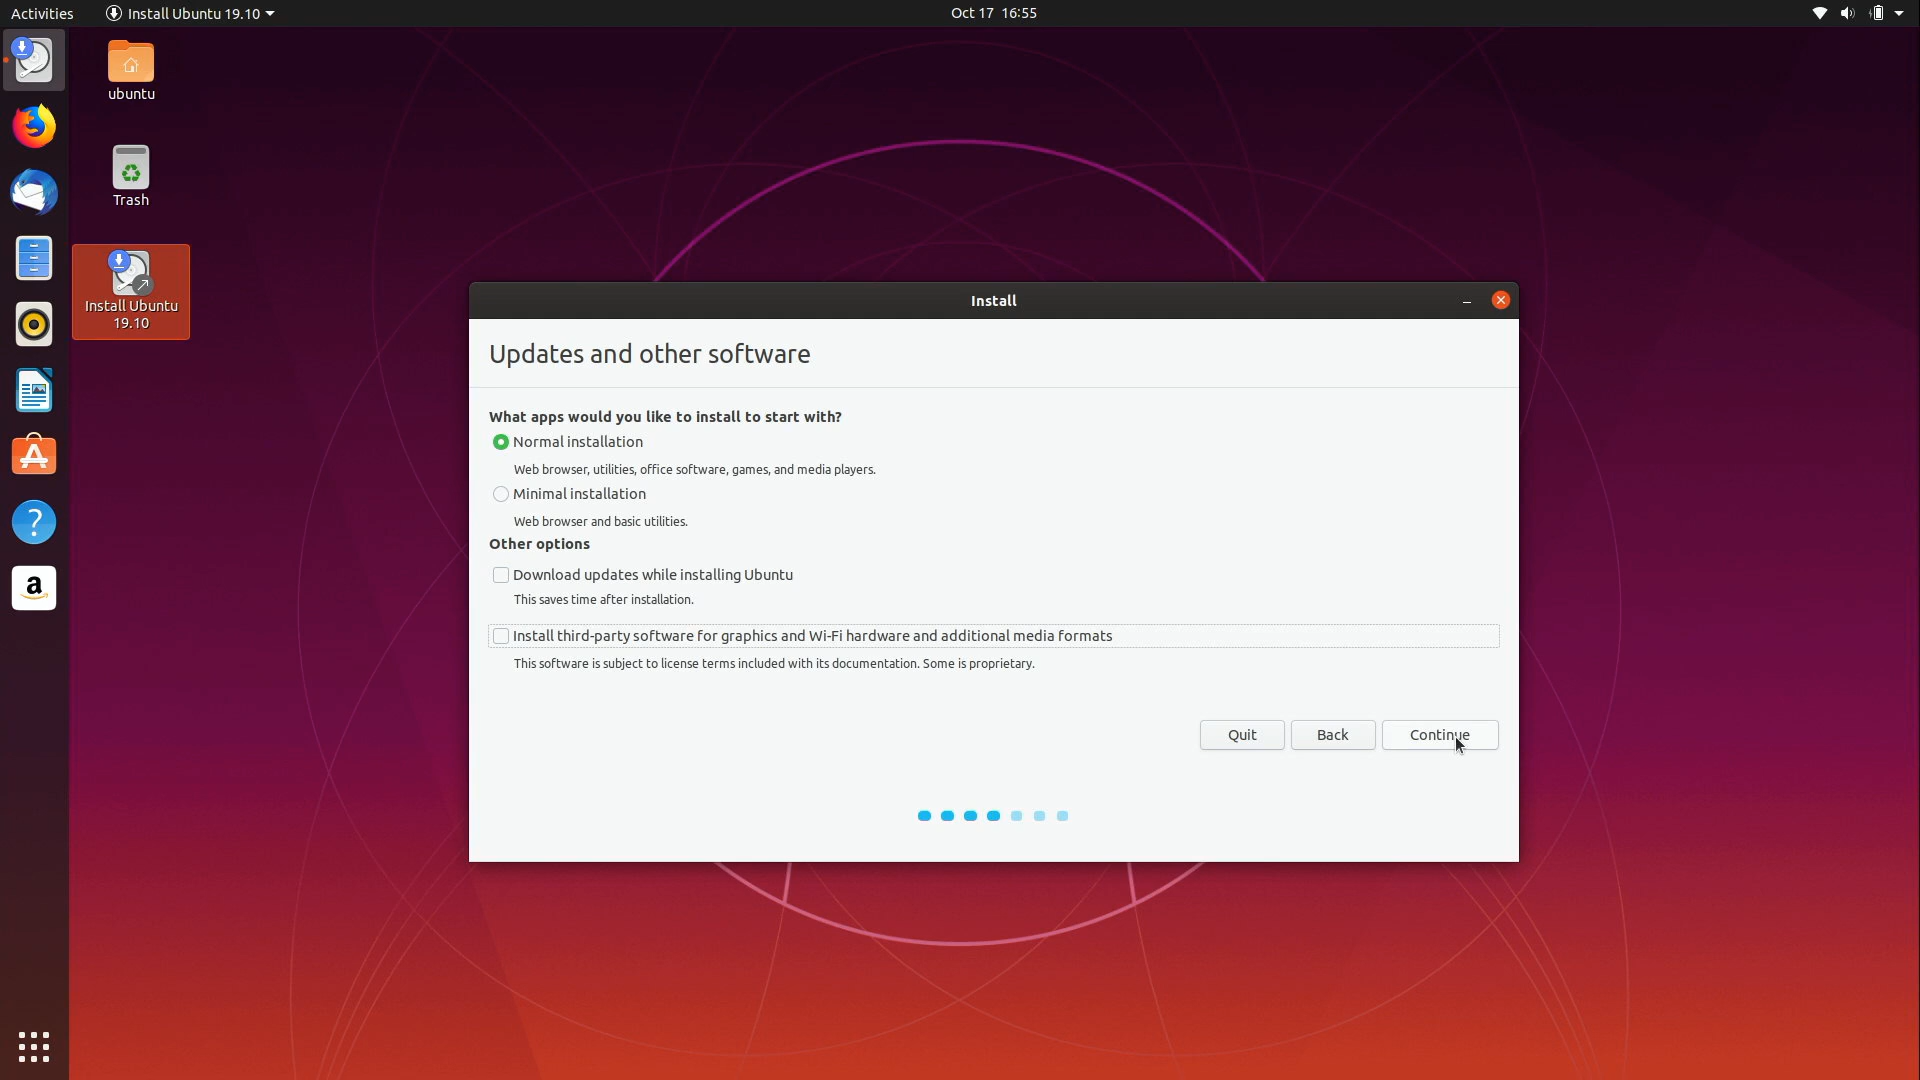 Activities
Install Ubuntu 19.10
Oct 17 16:55
ubuntu
Trash
Install Ubuntu
19.10
Install
Updates and other software
What apps would you like to install to start with?
Normal installation
Web browser, utilities, office software, games, and media players.
Minimal installation
Web browser and basic utilities.
Other options
Download updates while installing Ubuntu
This saves time after installation.
Install third-party software for graphics and Wi-Fi hardware and additional media formats
This software is subject to license terms included with its documentation. Some is proprietary.
Quit
Back
Continue